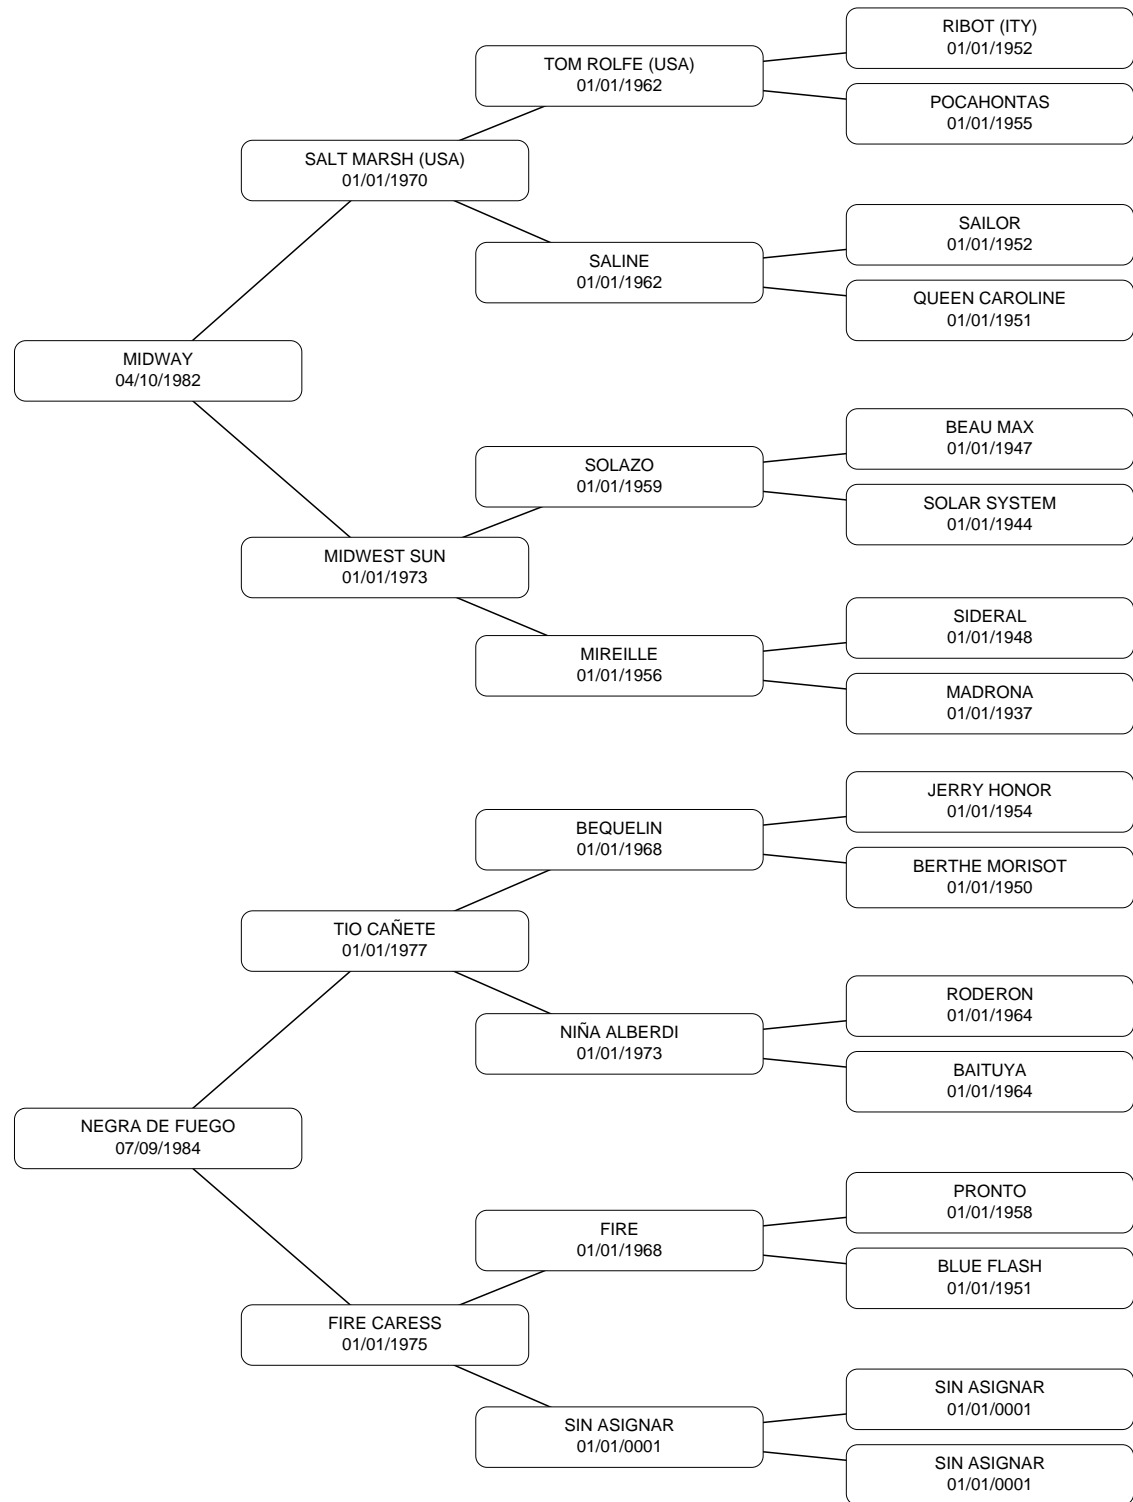 RIBOT (ITY)
01/01/1952
TOM ROLFE (USA)
01/01/1962
POCAHONTAS
01/01/1955
SALT MARSH (USA)
01/01/1970
SAILOR
01/01/1952
SALINE
01/01/1962
QUEEN CAROLINE
01/01/1951
MIDWAY
04/10/1982
BEAU MAX
01/01/1947
SOLAZO
01/01/1959
SOLAR SYSTEM
01/01/1944
MIDWEST SUN
01/01/1973
SIDERAL
01/01/1948
MIREILLE
01/01/1956
MADRONA
01/01/1937
JERRY HONOR
01/01/1954
BEQUELIN
01/01/1968
BERTHE MORISOT
01/01/1950
TIO CAÑETE
01/01/1977
RODERON
01/01/1964
NIÑA ALBERDI
01/01/1973
BAITUYA
01/01/1964
NEGRA DE FUEGO
07/09/1984
PRONTO
01/01/1958
FIRE
01/01/1968
BLUE FLASH
01/01/1951
FIRE CARESS
01/01/1975
SIN ASIGNAR
01/01/0001
SIN ASIGNAR
01/01/0001
SIN ASIGNAR
01/01/0001